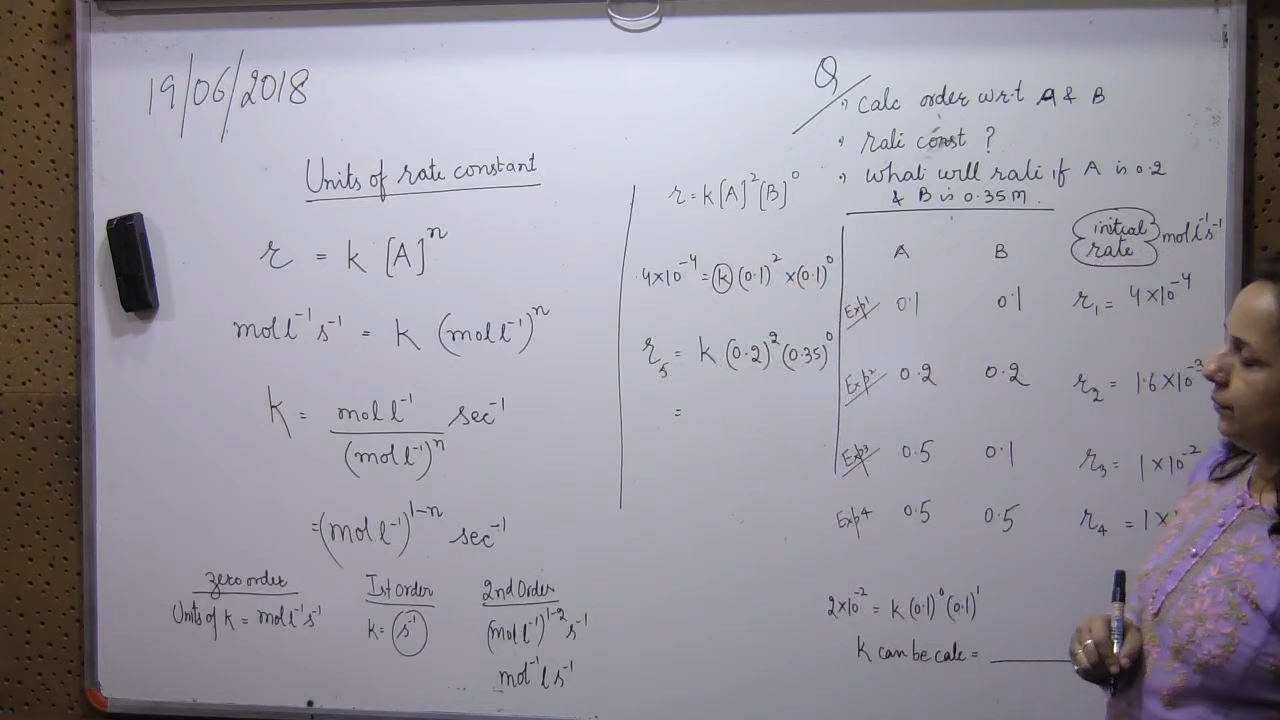 19/06/2018
Units of rate constant
r = k [A]ⁿ
mol l⁻¹ s⁻¹ = k (mol l⁻¹)ⁿ
k = mol l⁻¹ / (mol l⁻¹)ⁿ sec⁻¹
=(mol l⁻¹)¹⁻ⁿ sec⁻¹
zero order
Units of k = mol l⁻¹ s⁻¹
Ist order
k = s⁻¹
2nd Order
(mol l⁻¹)¹⁻² s⁻¹
mol⁻¹ l s⁻¹
r = k [A]² [B]⁰
4×10⁻⁴ = k (0.1)² × (0.1)⁰
r₅ = k (0.2)² (0.35)⁰
=
Q
calc order w.r.t A & B
rate const ?
what will rate if A is 0.2
& B is 0.35 M.
A B initial rate mol l⁻¹ s⁻¹
Exp¹ 0.1 0.1 r₁ = 4×10⁻⁴
Exp² 0.2 0.2 r₂ = 1.6×10⁻³
Exp³ 0.5 0.1 r₃ = 1×10⁻²
Exp⁴ 0.5 0.5 r₄ = 1×
2×10⁻² = k (0.1)⁰ (0.1)¹
k can be calc =